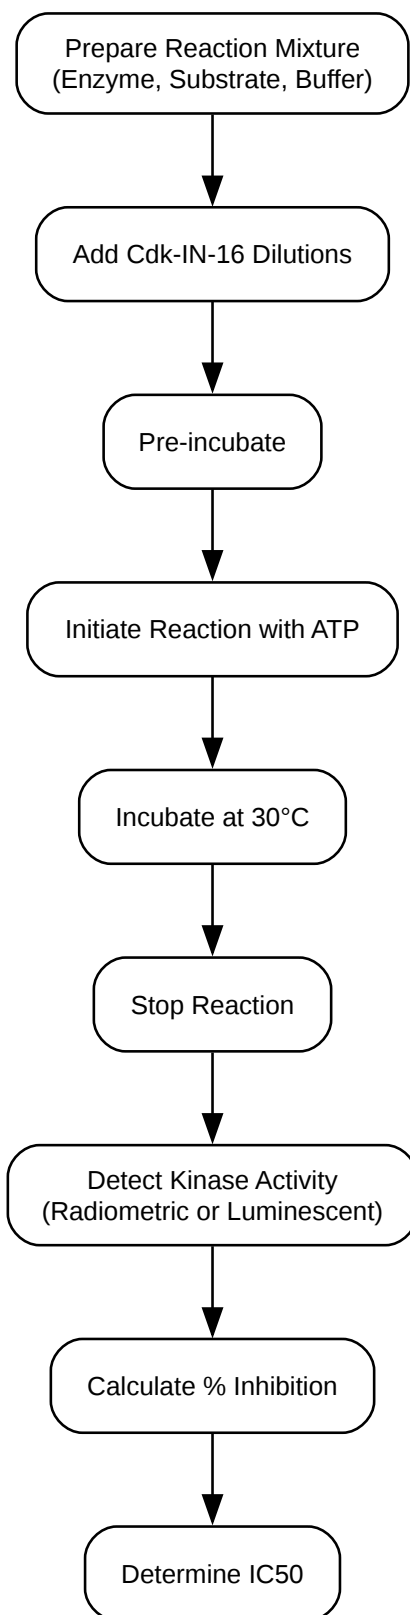 Prepare Reaction Mixture
(Enzyme, Substrate, Buffer)
Add Cdk-IN-16 Dilutions
Pre-incubate
Initiate Reaction with ATP
Incubate at 30°C
Stop Reaction
Detect Kinase Activity
(Radiometric or Luminescent)
Calculate % Inhibition
Determine IC50